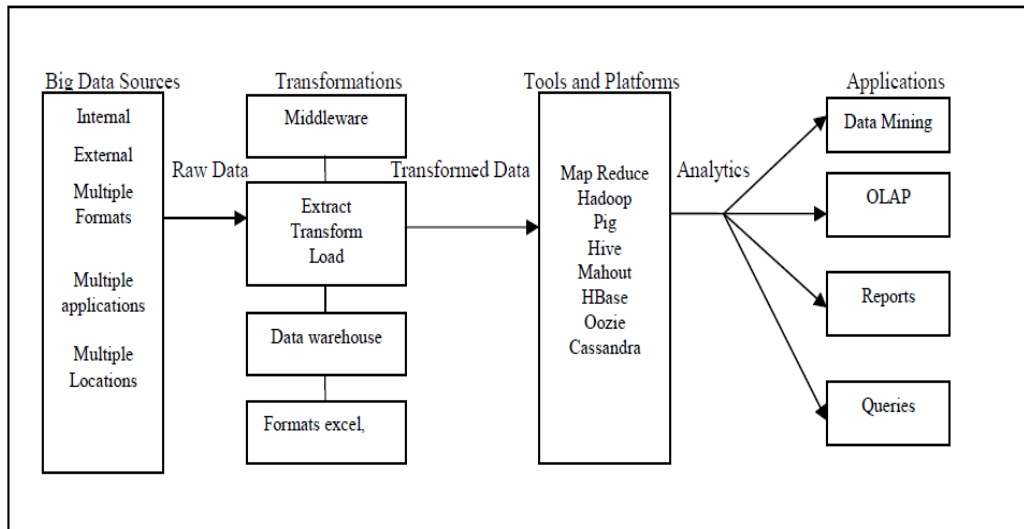 Big Data Sources
Internal
External
Multiple
Formats
Multiple
applications
Multiple
Locations
Raw Data
Transformations
Middleware
Extract
Transform
Load
Data warehouse
Formats excel,
Transformed Data
Tools and Platforms
Map Reduce
Hadoop
Pig
Hive
Mahout
HBase
Oozie
Cassandra
Analytics
Applications
Data Mining
OLAP
Reports
Queries